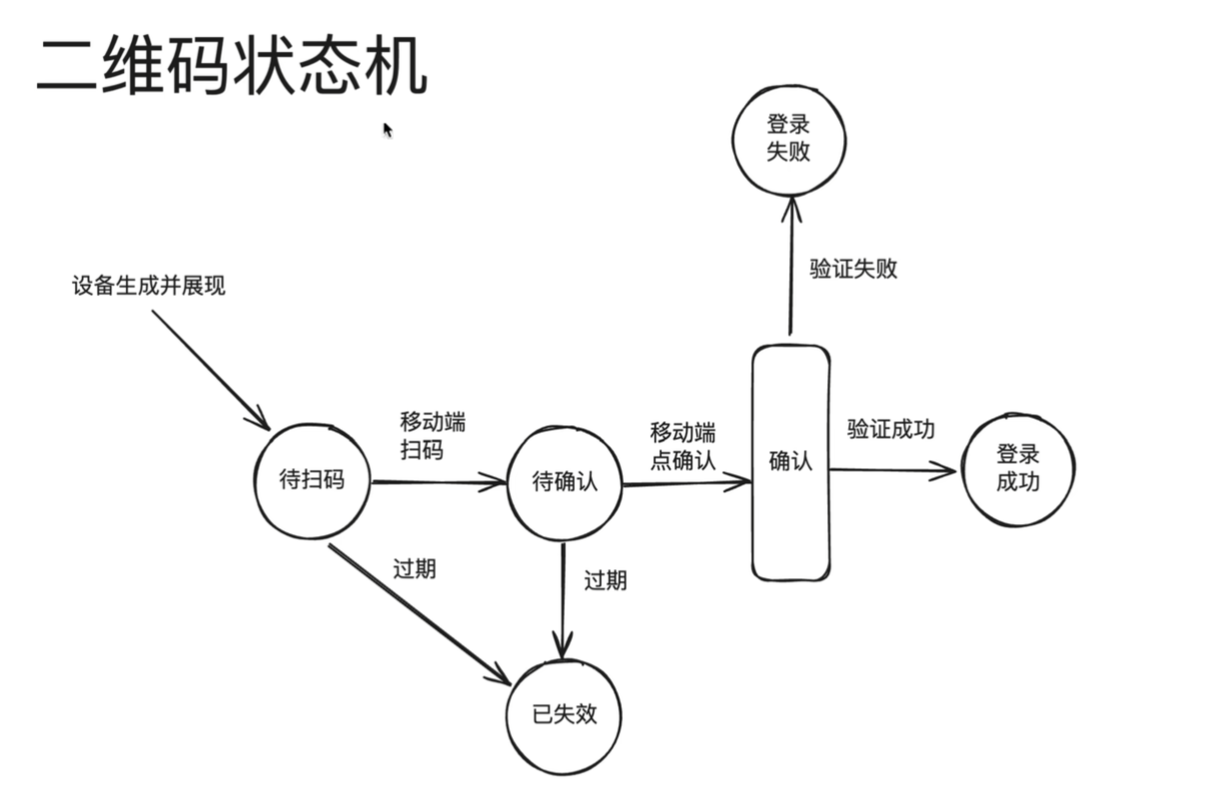 二维码状态机
登录
失败
验证失败
设备生成并展现
移动端
扫码
移动端
点确认
验证成功
待扫码
待确认
确认
登录
成功
过期
过期
已失效